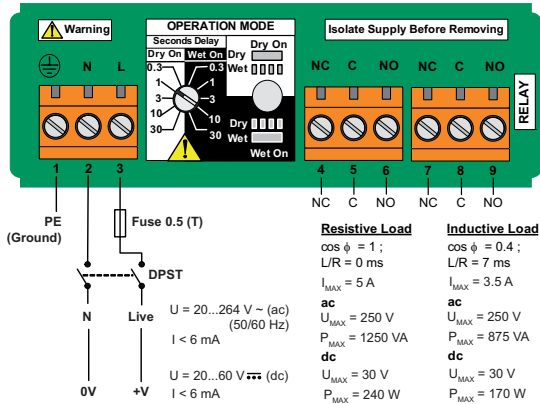 Warning
OPERATION MODE
Isolate Supply Before Removing
Seconds Delay
Dry On Wet On
Dry On
Dry
Wet
0.3 0.3
1 1
3 3
10 10
30 30
Dry
Wet
Wet On
N L
NC C NO NC C NO
RELAY
1 2 3
4 5 6 7 8 9
NC C NO NC C NO
PE
(Ground)
Fuse 0.5 (T)
DPST
N Live
U = 20...264 V ~ (ac)
(50/60 Hz)
I < 6 mA
0V +V
U = 20...60 V ⎓ (dc)
I < 6 mA
Resistive Load
cos ϕ = 1 ;
L/R = 0 ms
IMAX = 5 A
ac
UMAX = 250 V
PMAX = 1250 VA
dc
UMAX = 30 V
PMAX = 240 W
Inductive Load
cos ϕ = 0.4 ;
L/R = 7 ms
IMAX = 3.5 A
ac
UMAX = 250 V
PMAX = 875 VA
dc
UMAX = 30 V
PMAX = 170 W